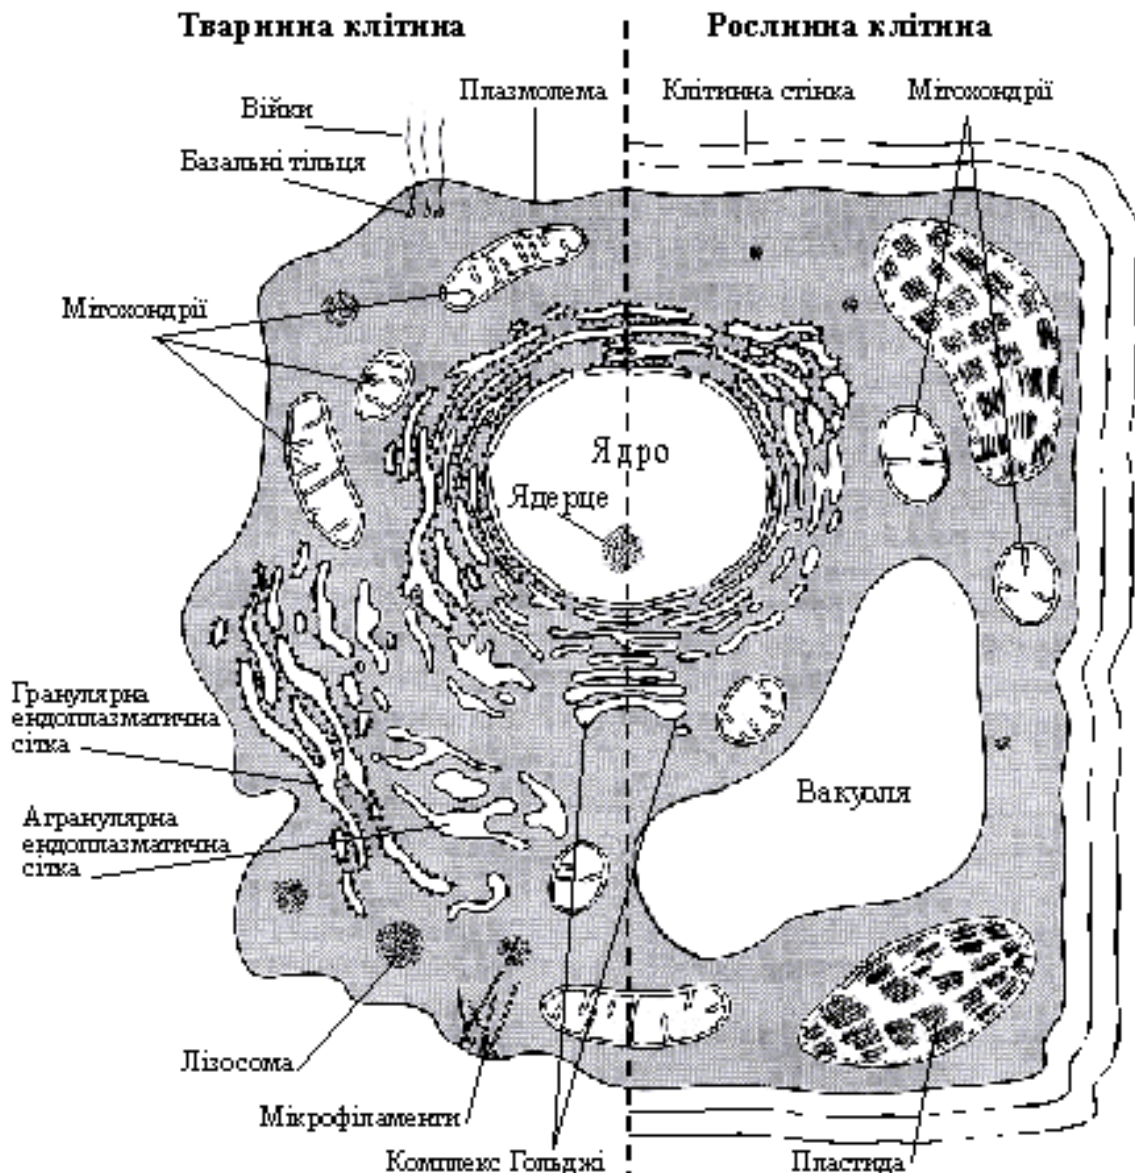 Тваринна клітина
Рослинна клітина
Плазмолема
Клітинна стінка
Мітохондрії
Війки
Базальні тільця
Мітохондрії
Ядро
Ядерце
Гранулярна
ендоплазматична
сітка
Вакуоля
Агранулярна
ендоплазматична
сітка
Лізосома
Мікрофіламенти
Комплекс Гольджі
Пластида